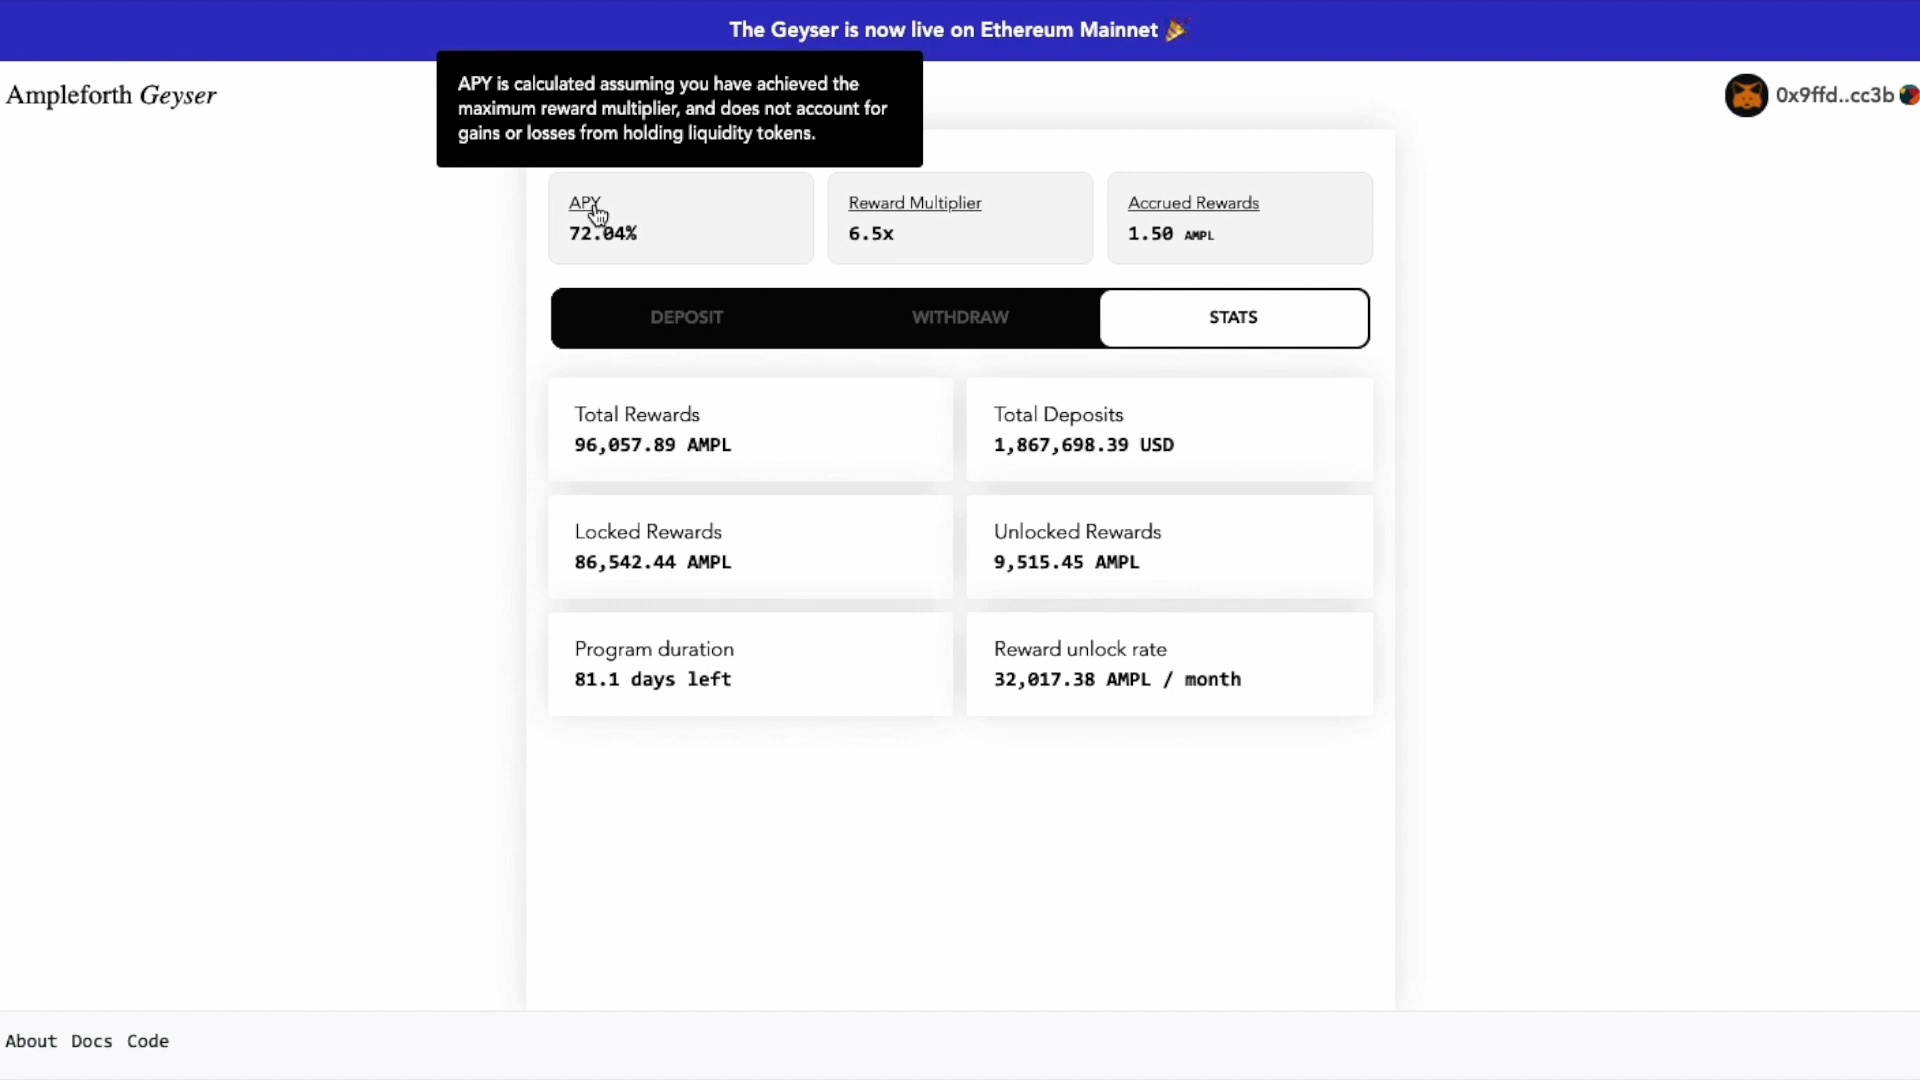 The Geyser is now live on Ethereum Mainnet 🎉
Ampleforth Geyser
0x9ffd..cc3b
APY is calculated assuming you have achieved the
maximum reward multiplier, and does not account for
gains or losses from holding liquidity tokens.
APY
72.04%
Reward Multiplier
6.5x
Accrued Rewards
1.50 AMPL
DEPOSIT
WITHDRAW
STATS
Total Rewards
96,057.89 AMPL
Total Deposits
1,867,698.39 USD
Locked Rewards
86,542.44 AMPL
Unlocked Rewards
9,515.45 AMPL
Program duration
81.1 days left
Reward unlock rate
32,017.38 AMPL / month
About Docs Code